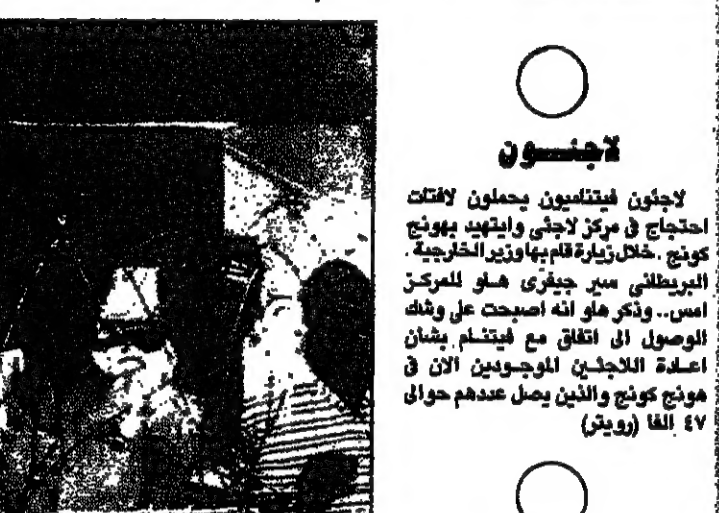 لاجئـــون
لاجئون فيتناميون يحملون لافتات
احتجاج في مركز لاجئي وايتهيد بهونج
كونج . خلال زيارة قام بها وزير الخارجية .
البريطاني سير جيفري هاو للمركز
امس.. وذكر هاو انه اصبحت على وشك
الوصول الى اتفاق مع فيتنام بشأن
اعادة اللاجئين الموجودين الان في
هونج كونج والذين يصل عددهم حوالى
٤٧ الفا (رويتر)